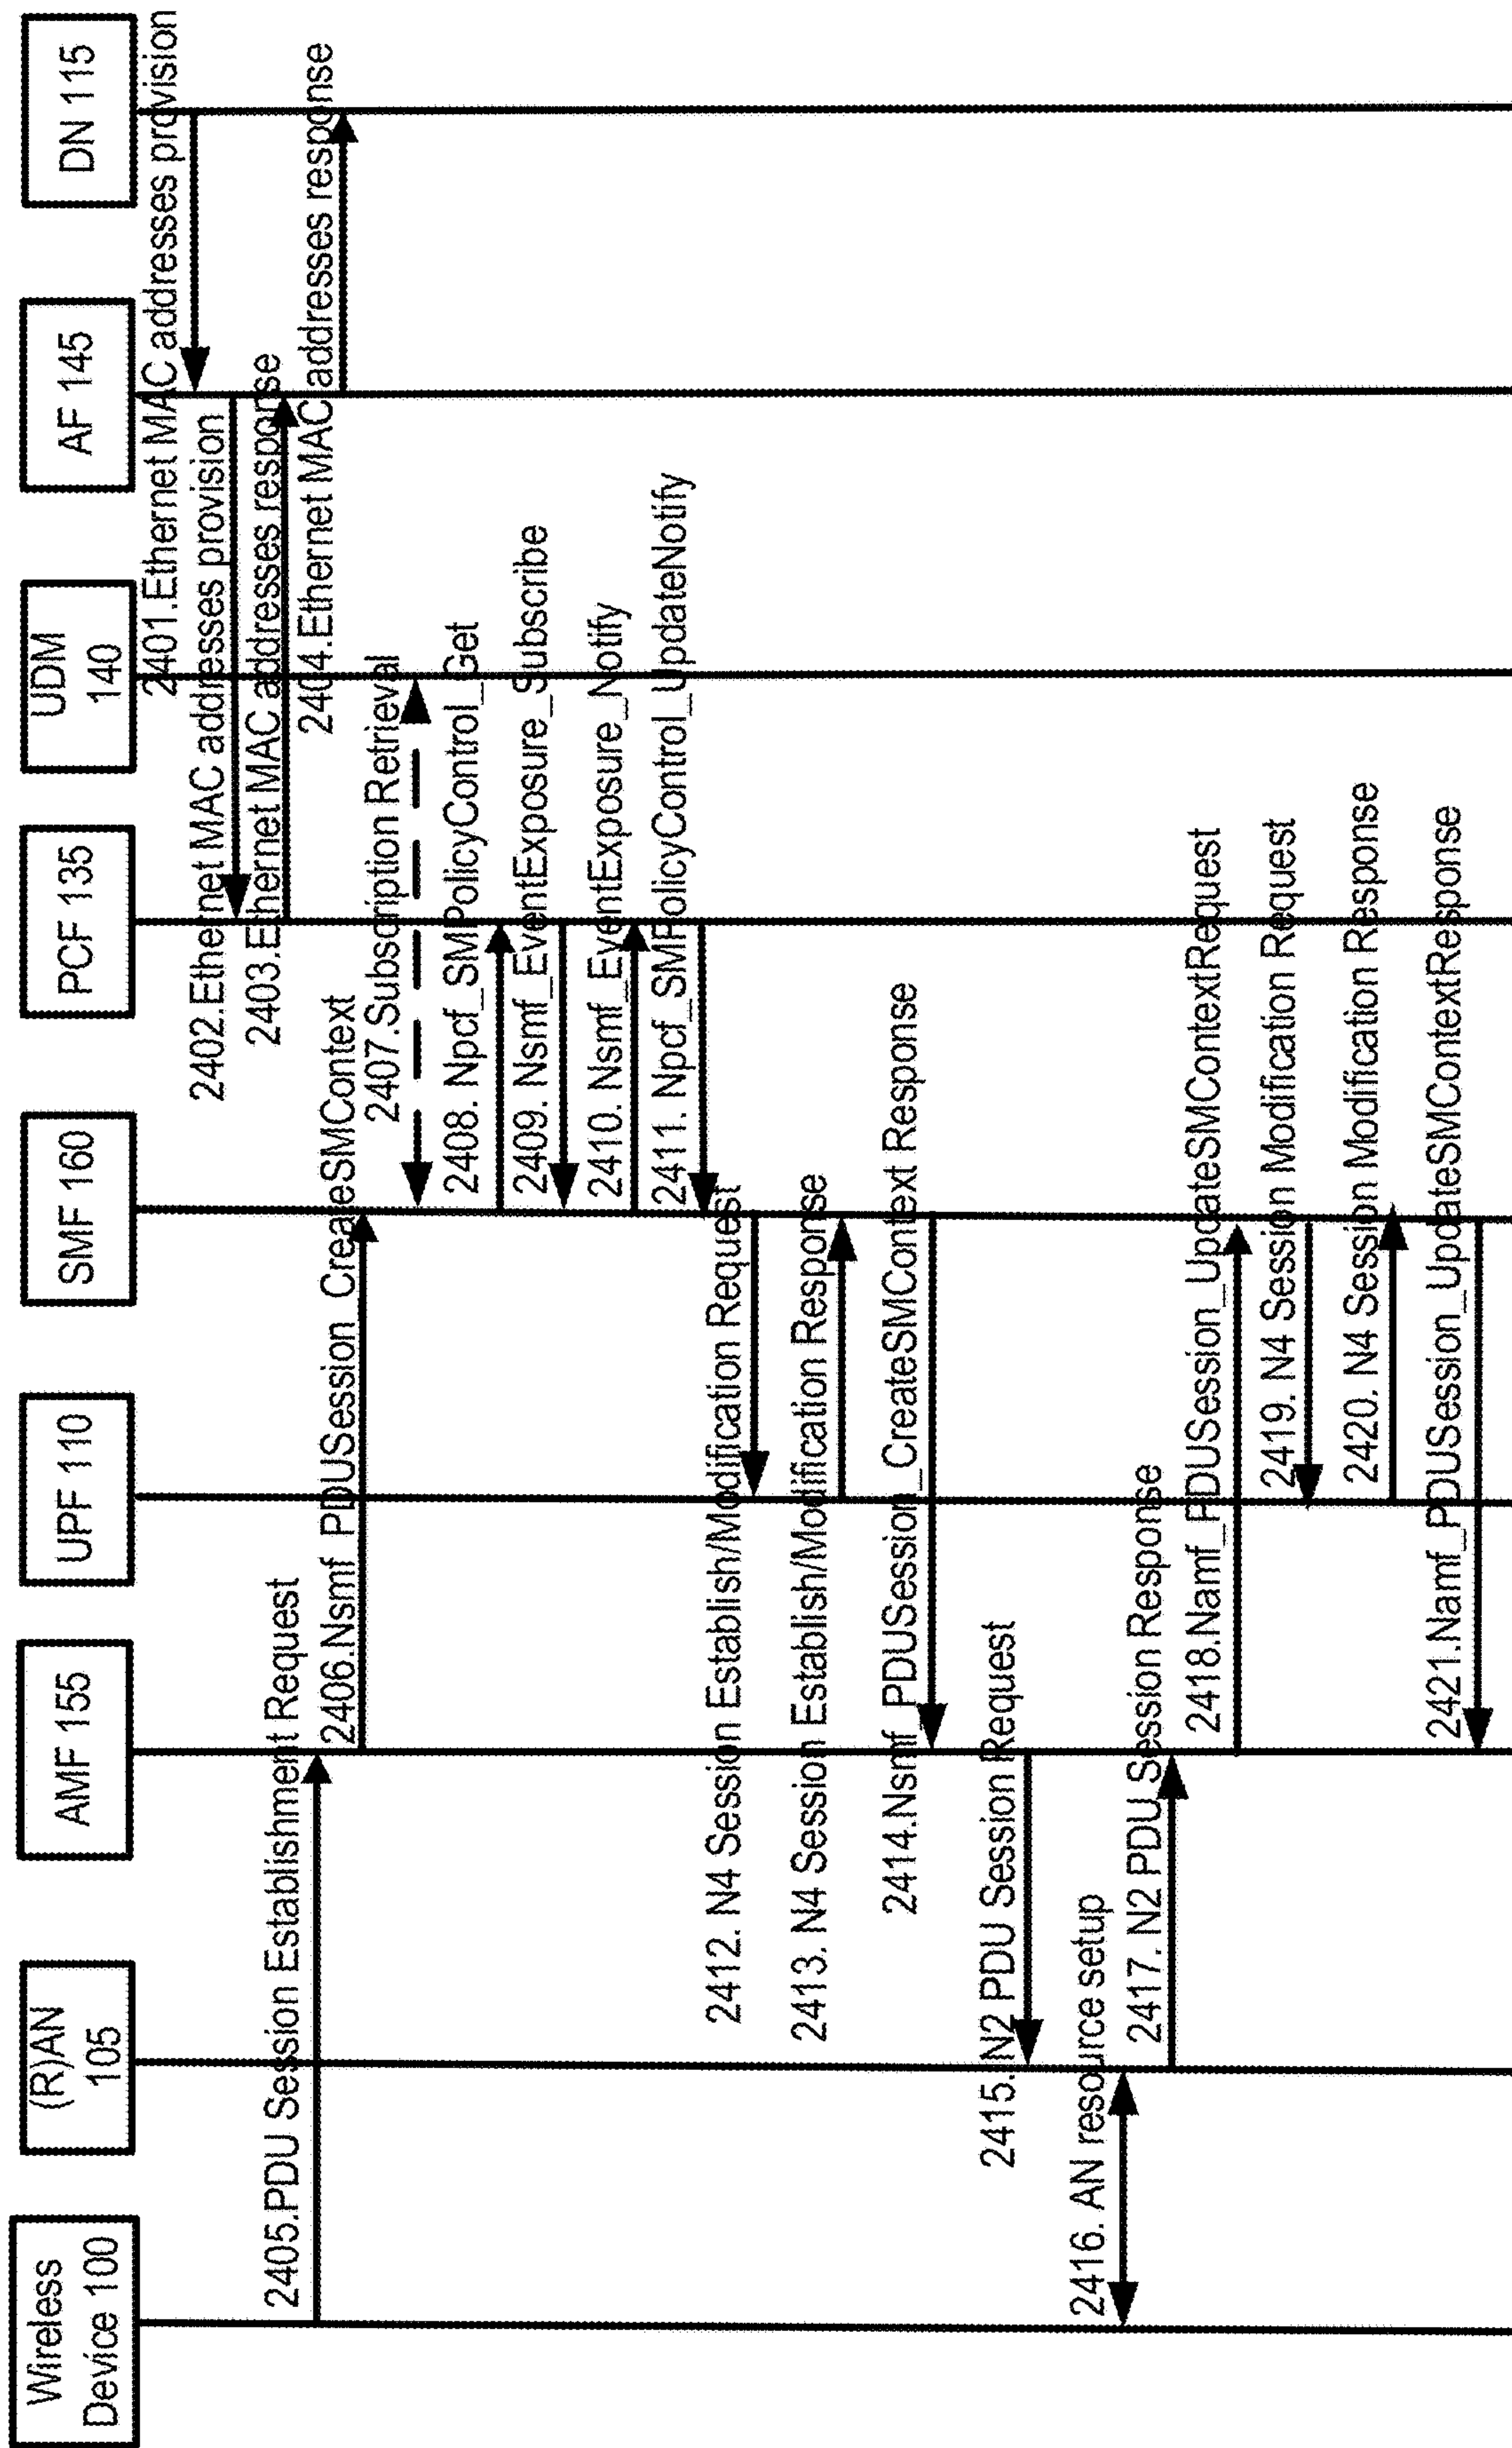 Wireless
Device 100
(R)AN
105
AMF 155
UPF 110
SMF 160
PCF 135
UDM
140
AF 145
DN 115
2401.Ethernet MAC addresses provision
2402.Ethernet MAC addresses provision
2403.Ethernet MAC addresses response
2404.Ethernet MAC addresses response
2405.PDU Session Establishment Request
2406.Nsmf_PDUSession_CreateSMContext
2407.Subscription Retrieval
2408. Npcf_SMPolicyControl_Get
2409. Nsmf_EventExposure_Subscribe
2410. Nsmf_EventExposure_Notify
2411. Npcf_SMPolicyControl_UpdateNotify
2412. N4 Session Establish/Modification Request
2413. N4 Session Establish/Modification Response
2414.Nsmf_PDUSession_CreateSMContext Response
2415. N2 PDU Session Request
2416. AN resource setup
2417. N2 PDU Session Response
2418.Namf_PDUSession_UpdateSMContextRequest
2419. N4 Session Modification Request
2420. N4 Session Modification Response
2421.Namf_PDUSession_UpdateSMContextResponse